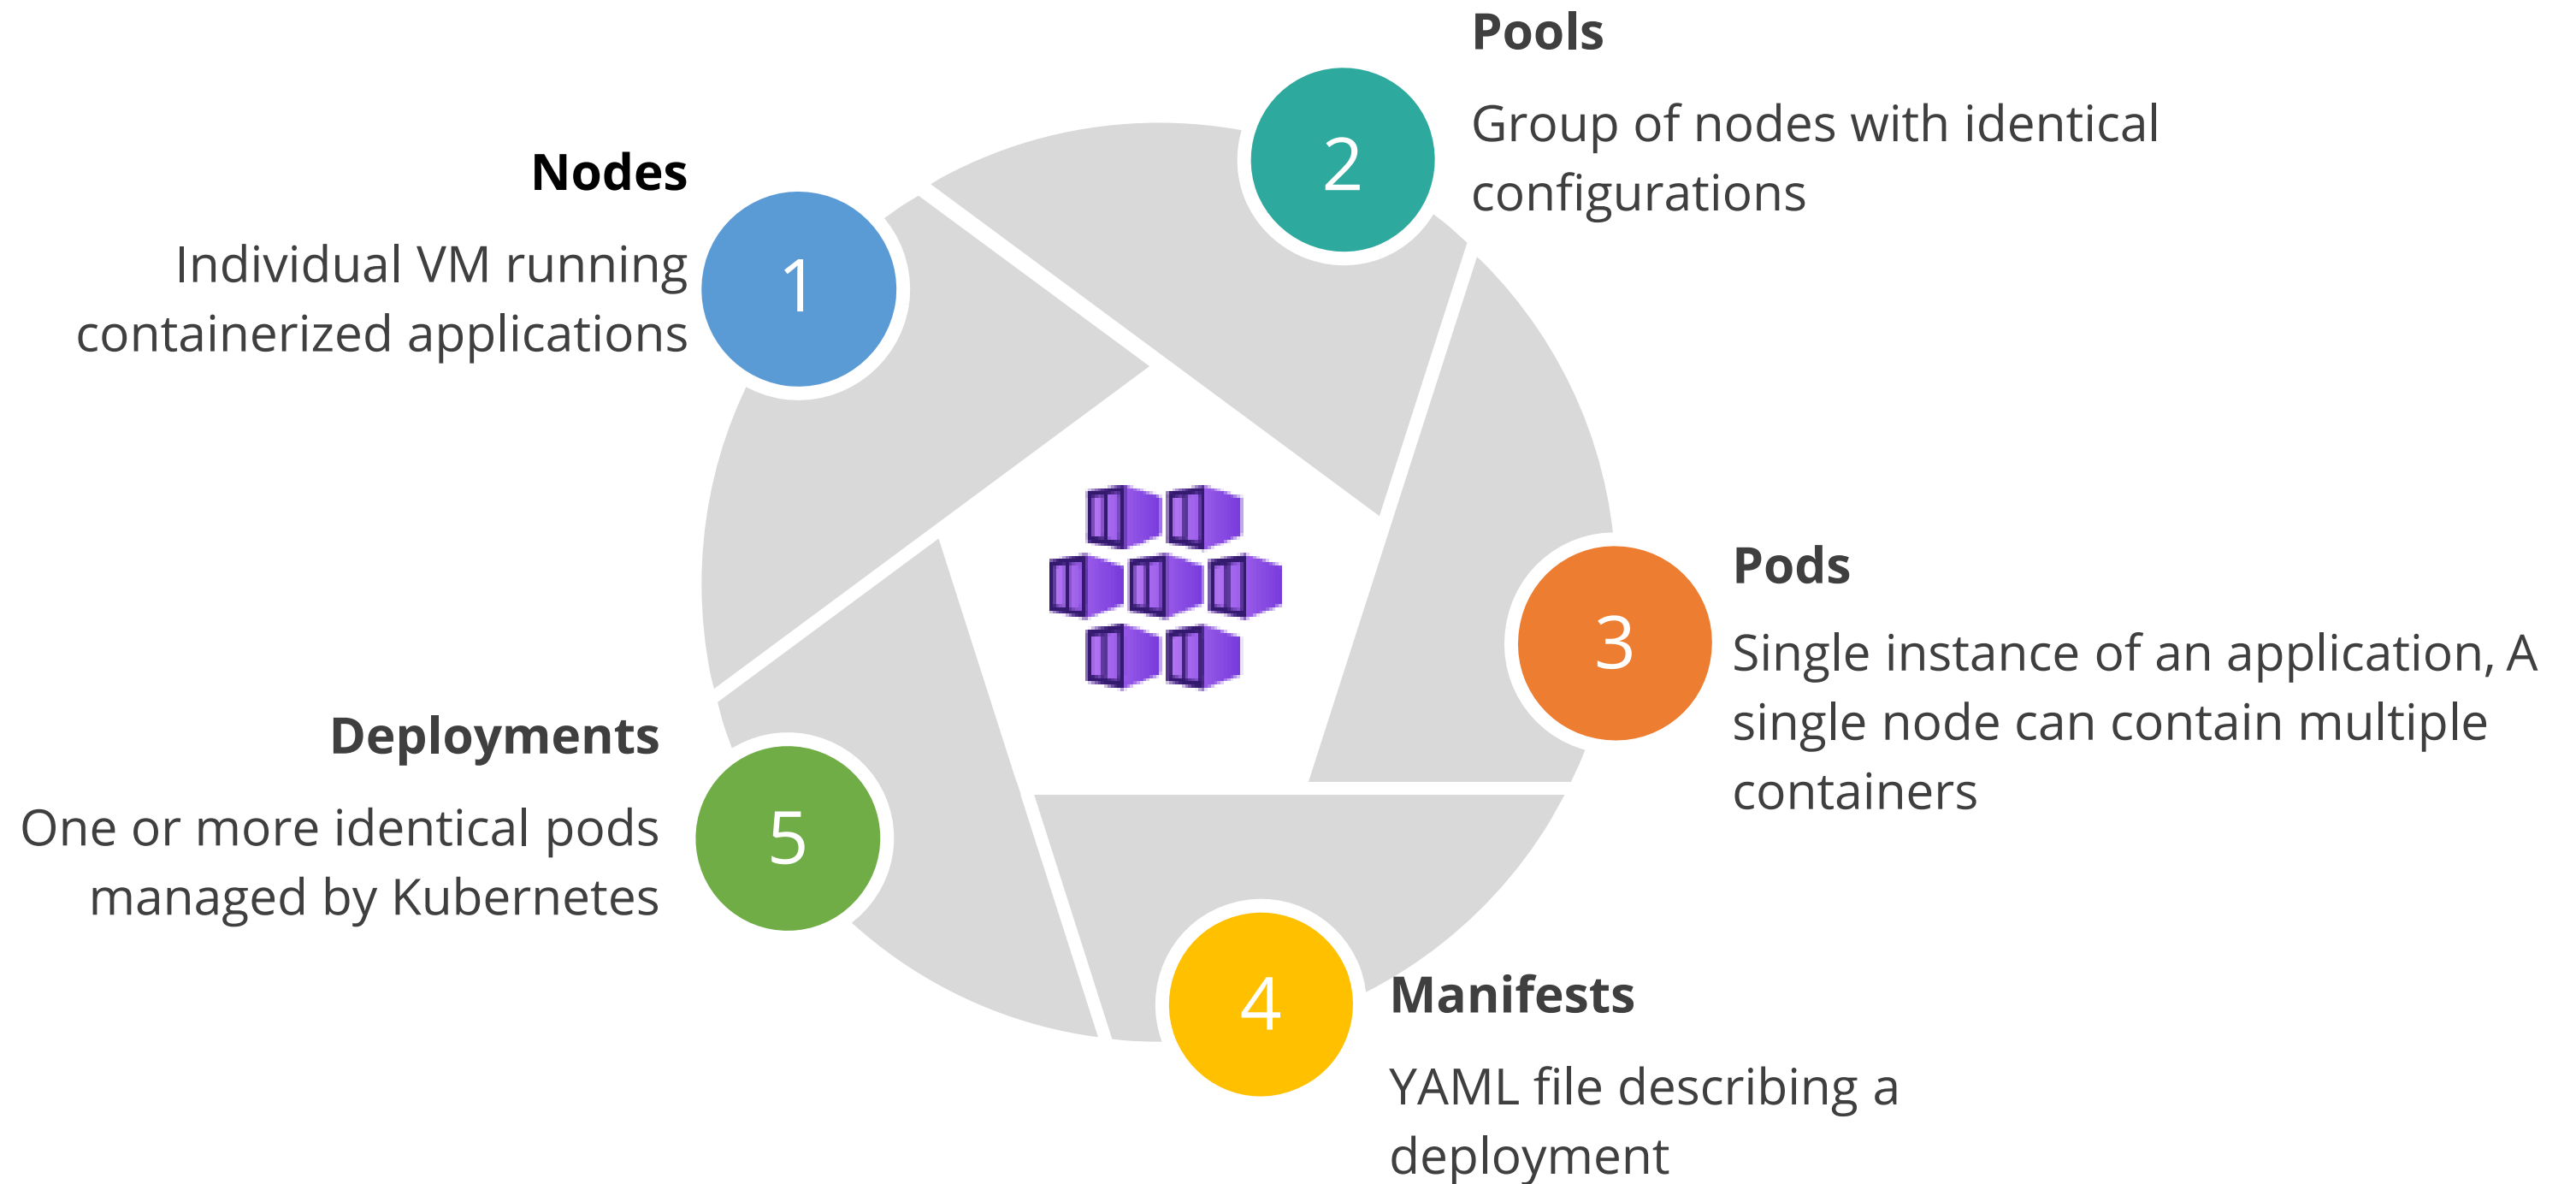 Nodes
Individual VM running
containerized applications
1
Pools
Group of nodes with identical
configurations
2
Pods
Single instance of an application, A
single node can contain multiple
containers
3
Manifests
YAML file describing a
deployment
4
Deployments
One or more identical pods
managed by Kubernetes
5